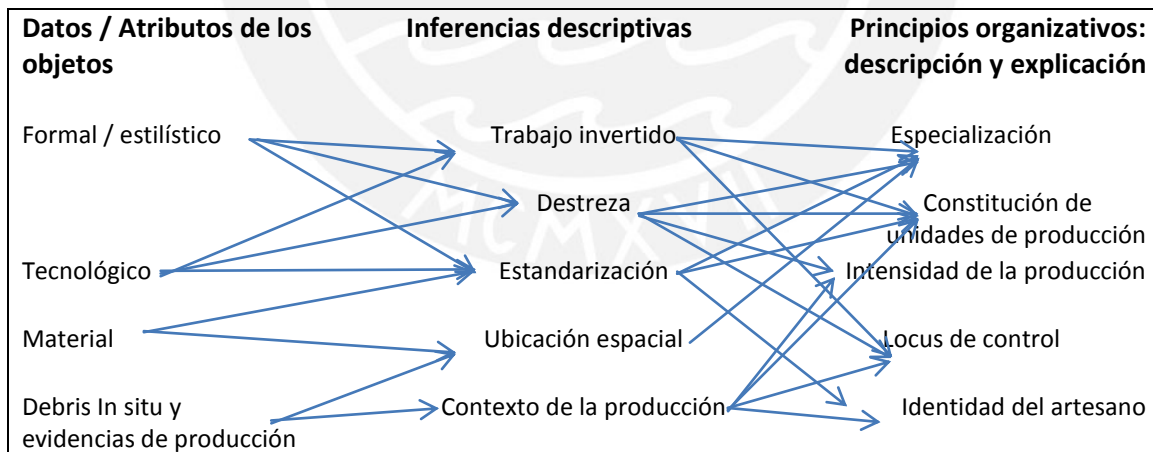 Datos / Atributos de los
objetos
Inferencias descriptivas
Principios organizativos:
descripción y explicación
Formal / estilístico
Trabajo invertido
Especialización
Destreza
Constitución de
unidades de producción
Tecnológico
Estandarización
Intensidad de la producción
Material
Ubicación espacial
Locus de control
Debris In situ y
evidencias de producción
Contexto de la producción
Identidad del artesano
MCMXVII